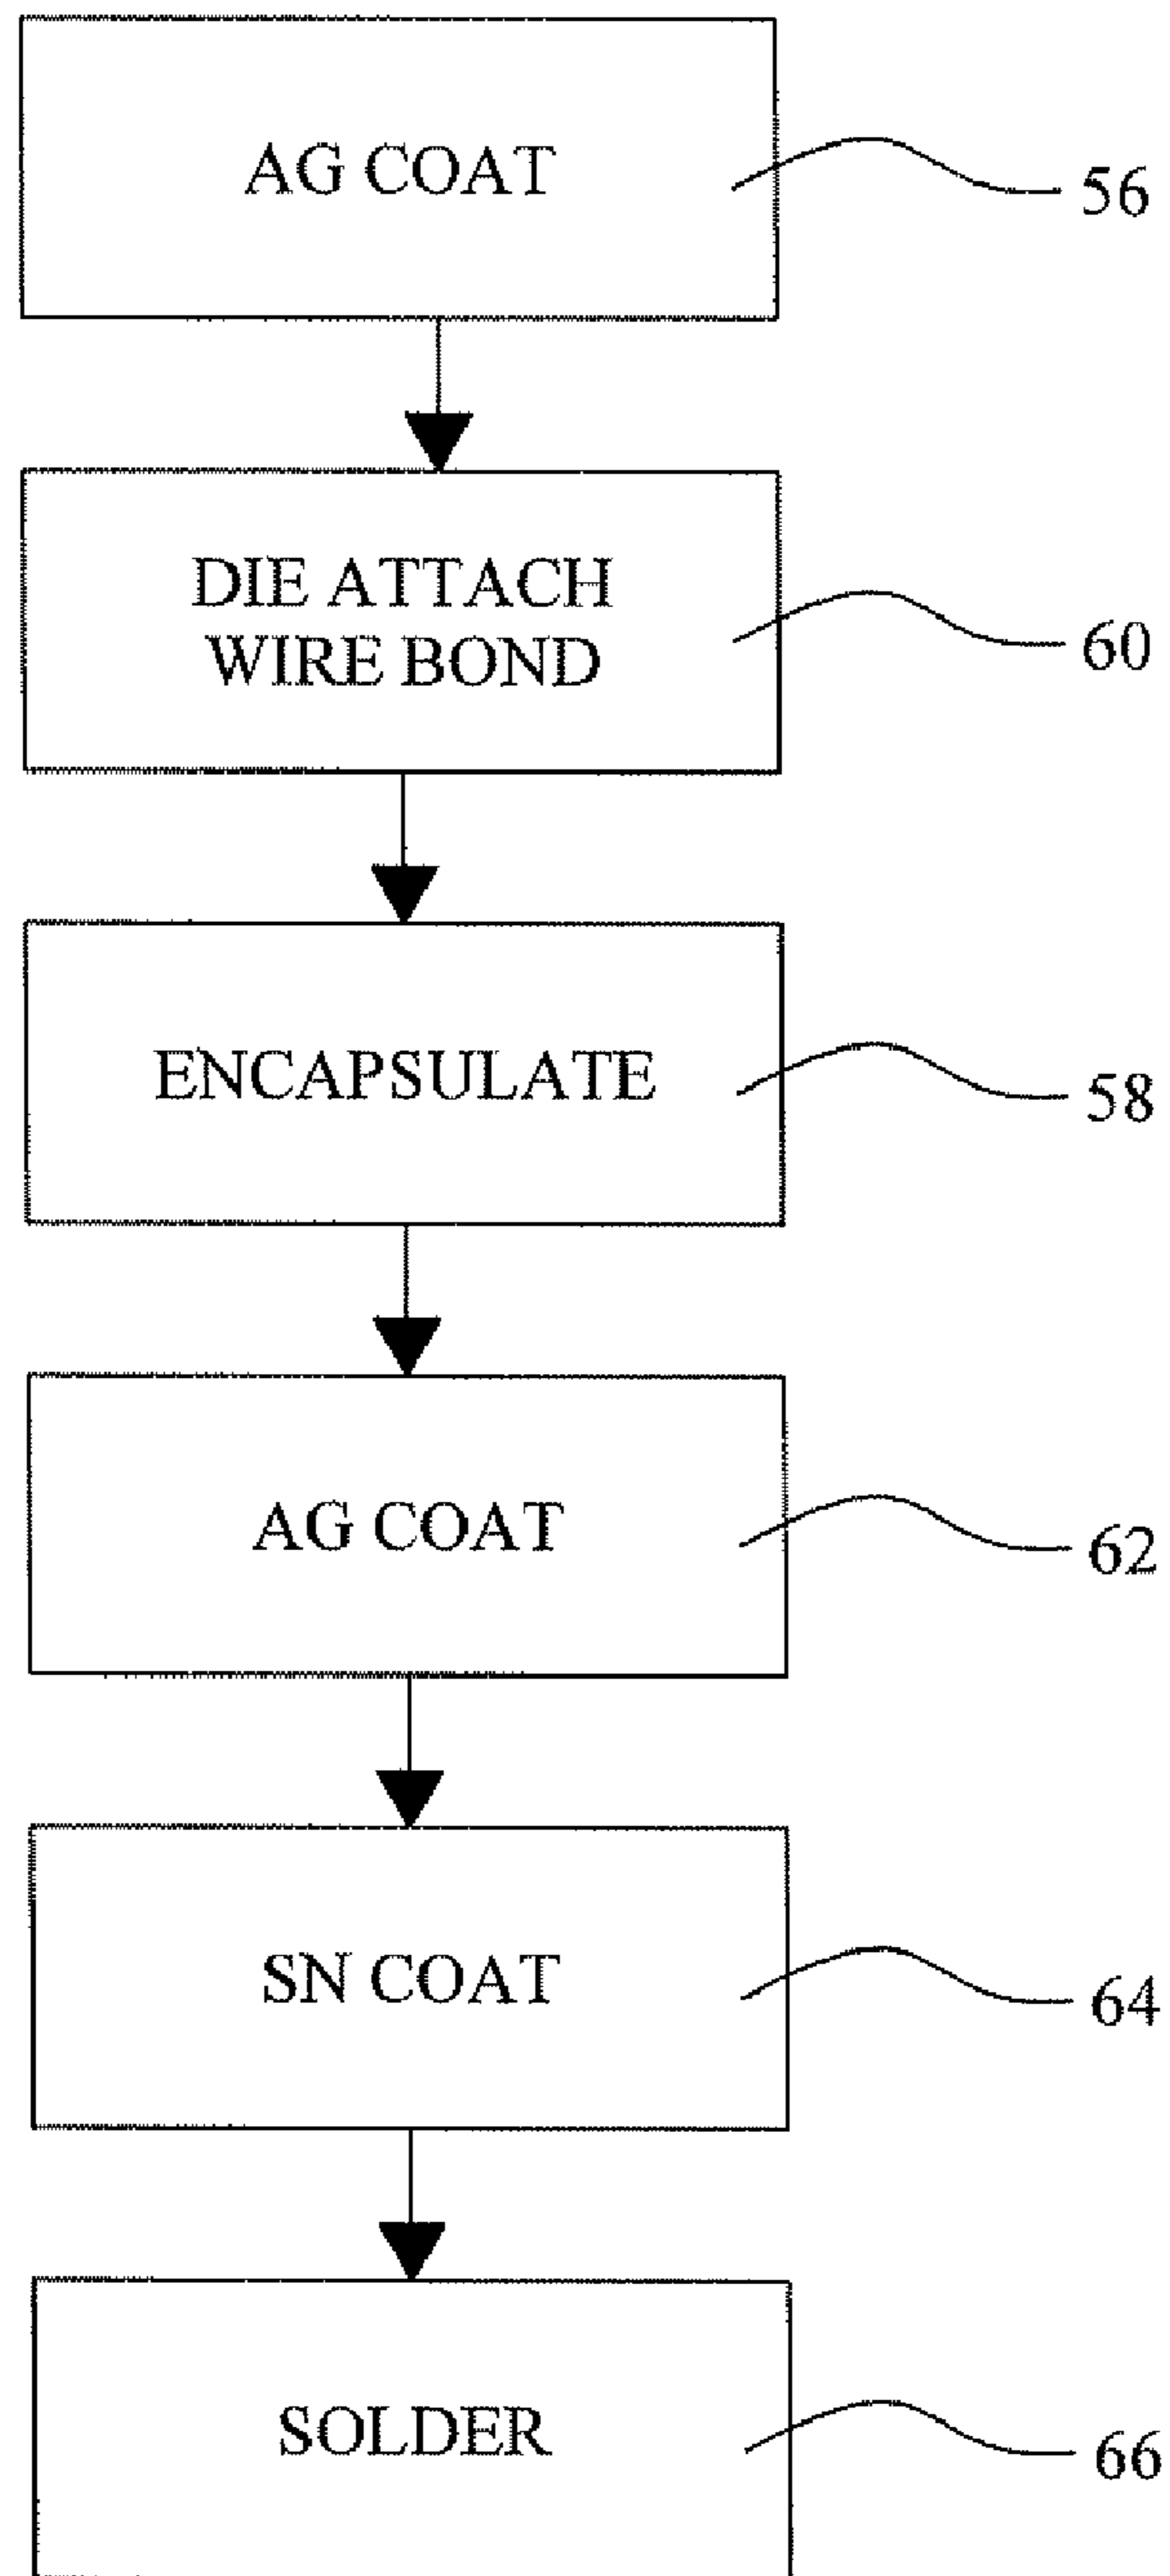 AG COAT
56
DIE ATTACH
WIRE BOND
60
ENCAPSULATE
58
AG COAT
62
SN COAT
64
SOLDER
66